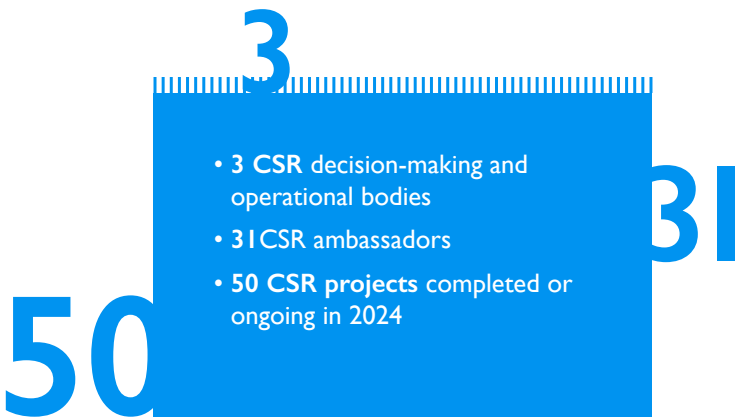 3
• 3 CSR decision-making and
operational bodies
• 31CSR ambassadors
• 50 CSR projects completed or
ongoing in 2024
31
50